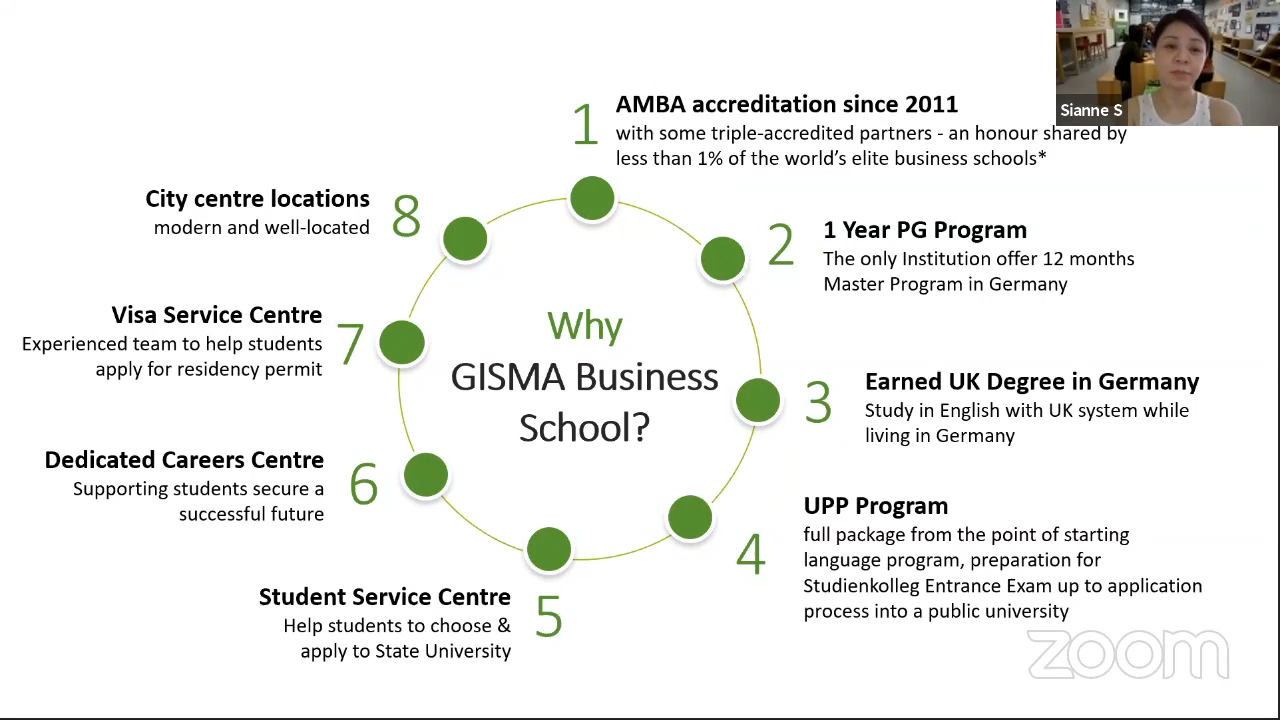 Sianne S
1
AMBA accreditation since 2011
with some triple-accredited partners - an honour shared by
less than 1% of the world's elite business schools*
2
1 Year PG Program
The only Institution offer 12 months
Master Program in Germany
3
Earned UK Degree in Germany
Study in English with UK system while
living in Germany
4
UPP Program
full package from the point of starting
language program, preparation for
Studienkolleg Entrance Exam up to application
process into a public university
5
Student Service Centre
Help students to choose &
apply to State University
6
Dedicated Careers Centre
Supporting students secure a
successful future
7
Visa Service Centre
Experienced team to help students
apply for residency permit
8
City centre locations
modern and well-located
Why
GISMA Business
School?
zoom